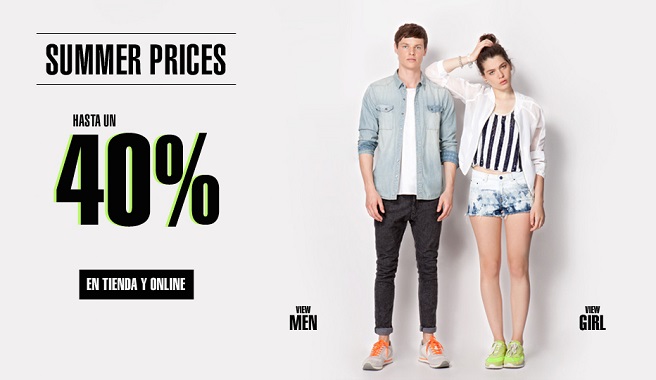 SUMMER PRICES
HASTA UN
40%
EN TIENDA Y ONLINE
VIEW
MEN
VIEW
GIRL